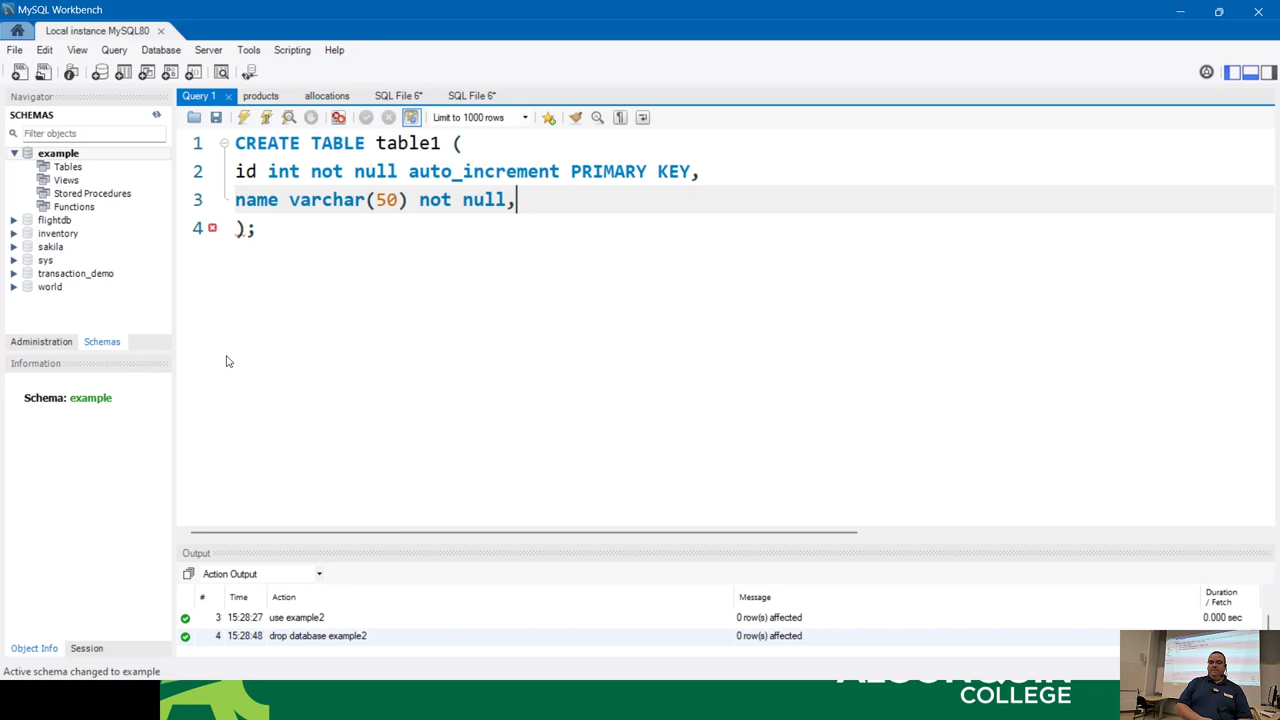 MySQL Workbench
Local instance MySQL80
File Edit View Query Database Server Tools Scripting Help
Navigator
SCHEMAS
Filter objects
example
Tables
Views
Stored Procedures
Functions
flightdb
inventory
sakila
sys
transaction_demo
world
Administration Schemas
Information
Schema: example
Object Info Session
Active schema changed to example
Query 1 products allocations SQL File 6* SQL File 6*
Limit to 1000 rows
1 CREATE TABLE table1 (
2 id int not null auto_increment PRIMARY KEY,
3 name varchar(50) not null,
4 );
Output
Action Output
# Time Action Message Duration / Fetch
3 15:28:27 use example2 0 row(s) affected 0.000 sec
4 15:28:48 drop database example2 0 row(s) affected
COLLEGE